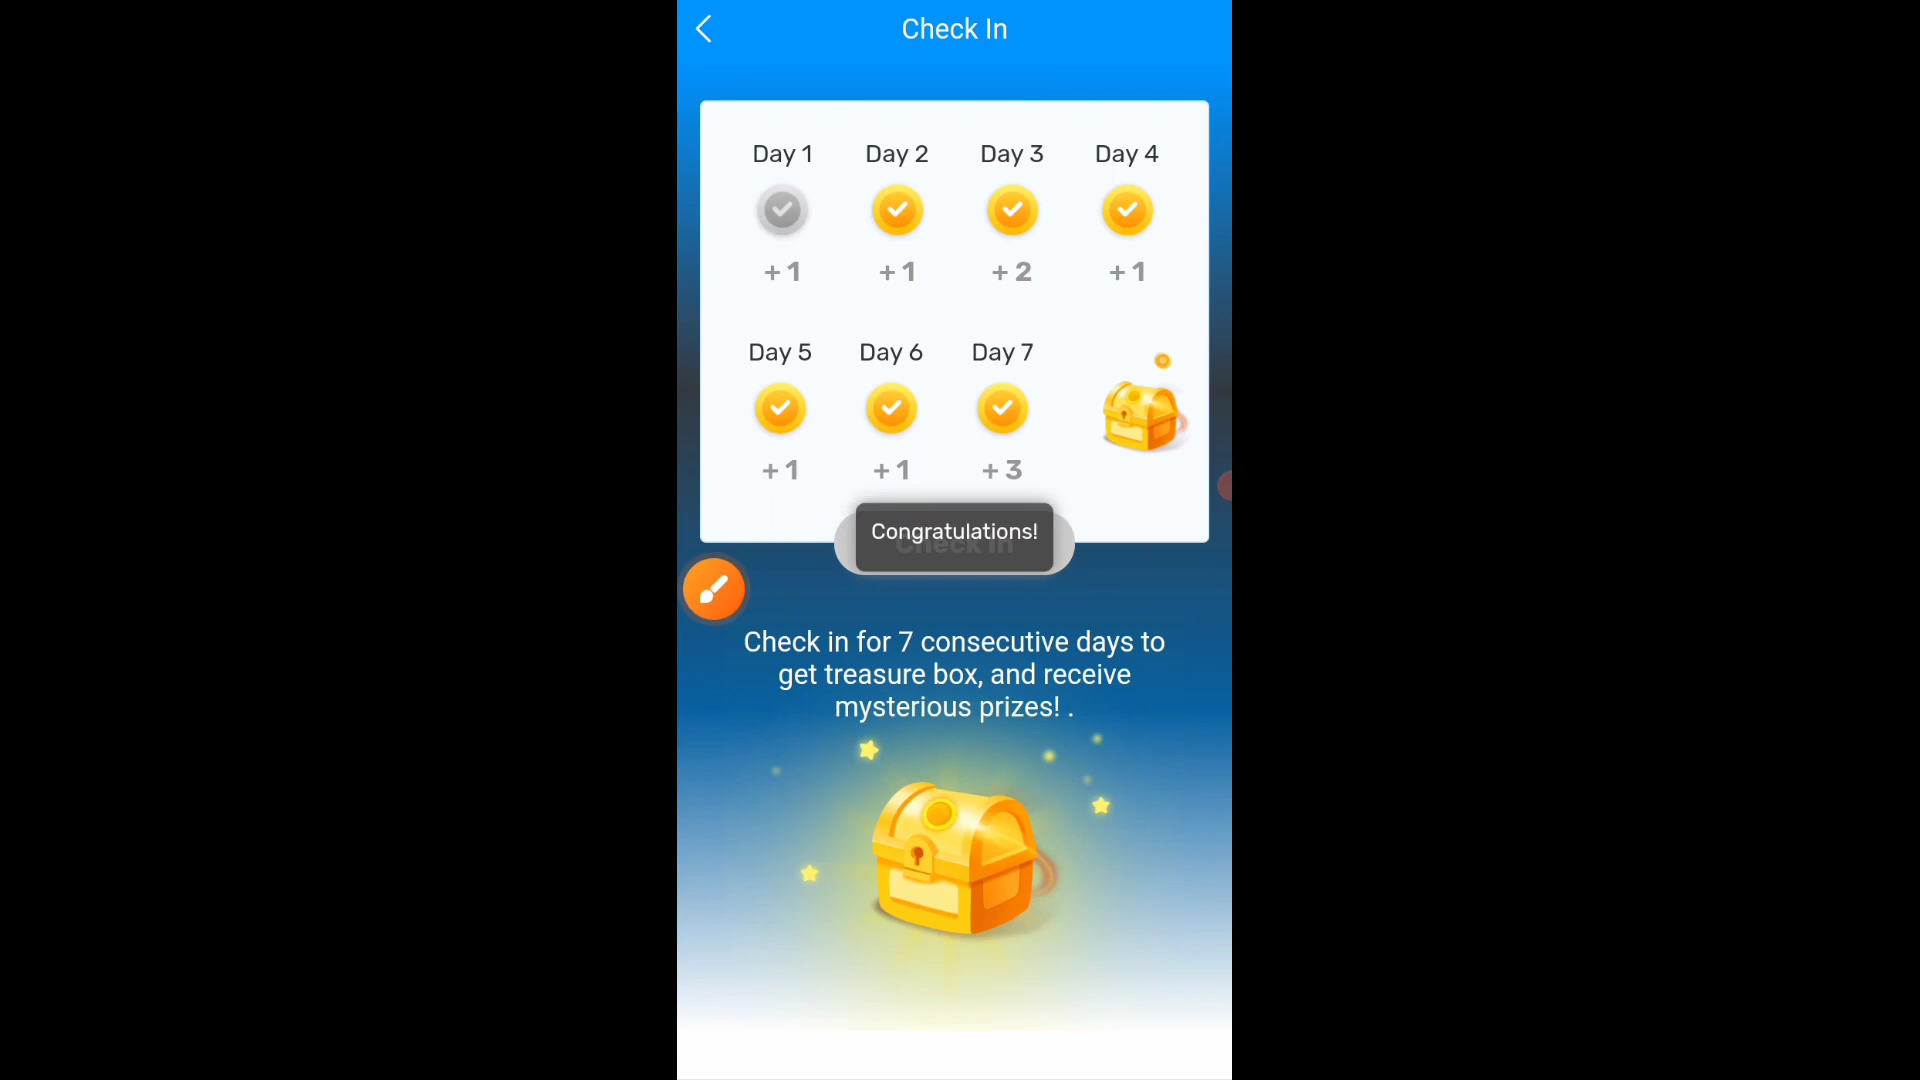 Check In
Day 1 Day 2 Day 3 Day 4
+ 1 + 1 + 2 + 1
Day 5 Day 6 Day 7
+ 1 + 1 + 3
Congratulations!
Check In
Check in for 7 consecutive days to
get treasure box, and receive
mysterious prizes! .